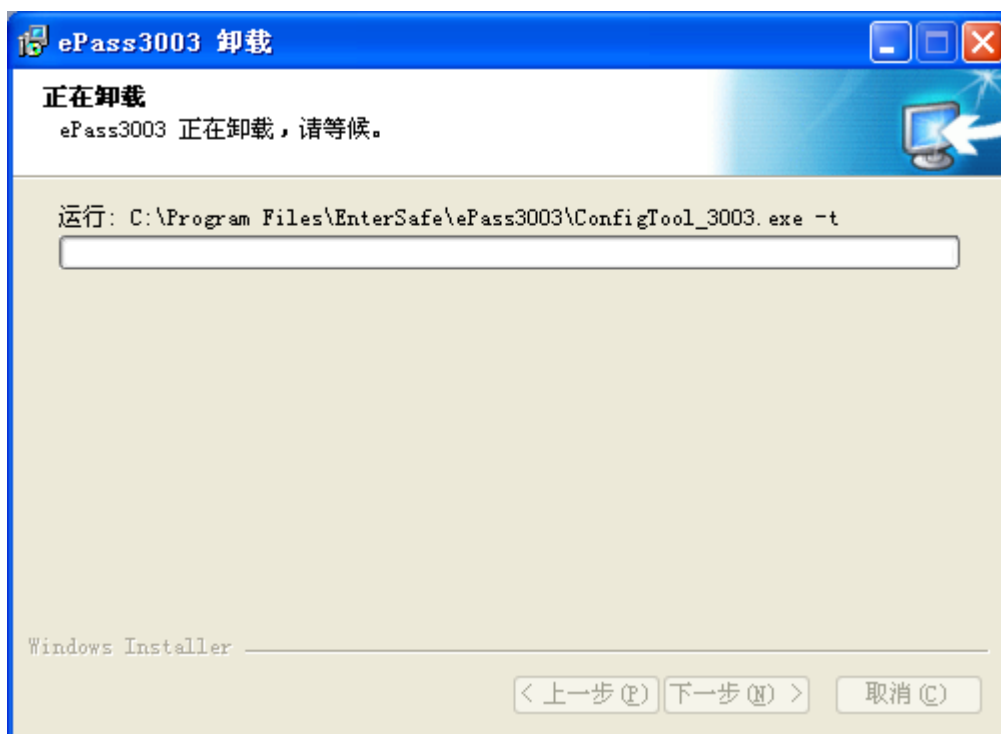 ePass3003 卸载
正在卸载
ePass3003 正在卸载，请等候。
运行: C:\Program Files\EnterSafe\ePass3003\ConfigTool_3003.exe -t
Windows Installer
< 上一步(P) 下一步(N) > 取消(C)